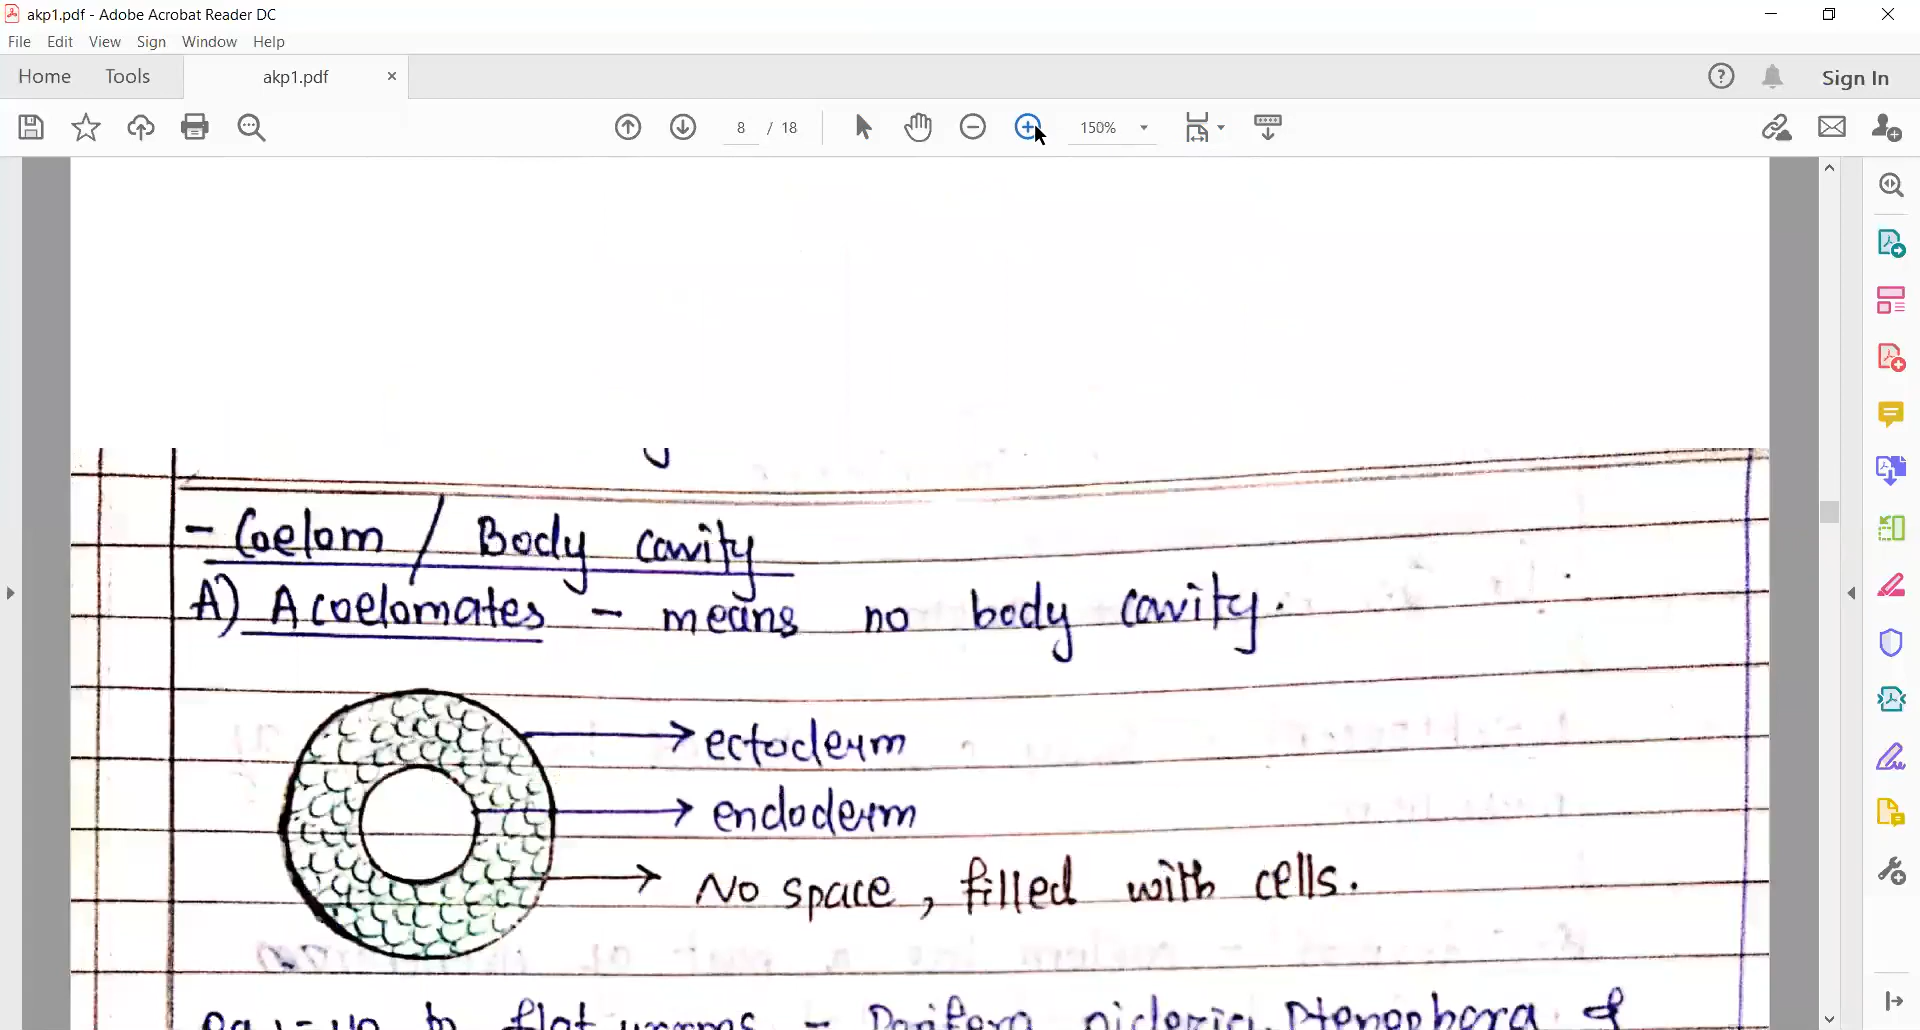 akp1.pdf - Adobe Acrobat Reader DC
File Edit View Sign Window Help
Home Tools akp1.pdf × Sign In
8 / 18 150%
- Coelom / Body cavity
A) Acoelomates - means no body cavity.
ectoderm
endoderm
No space, filled with cells.
to flat worms - Porifera